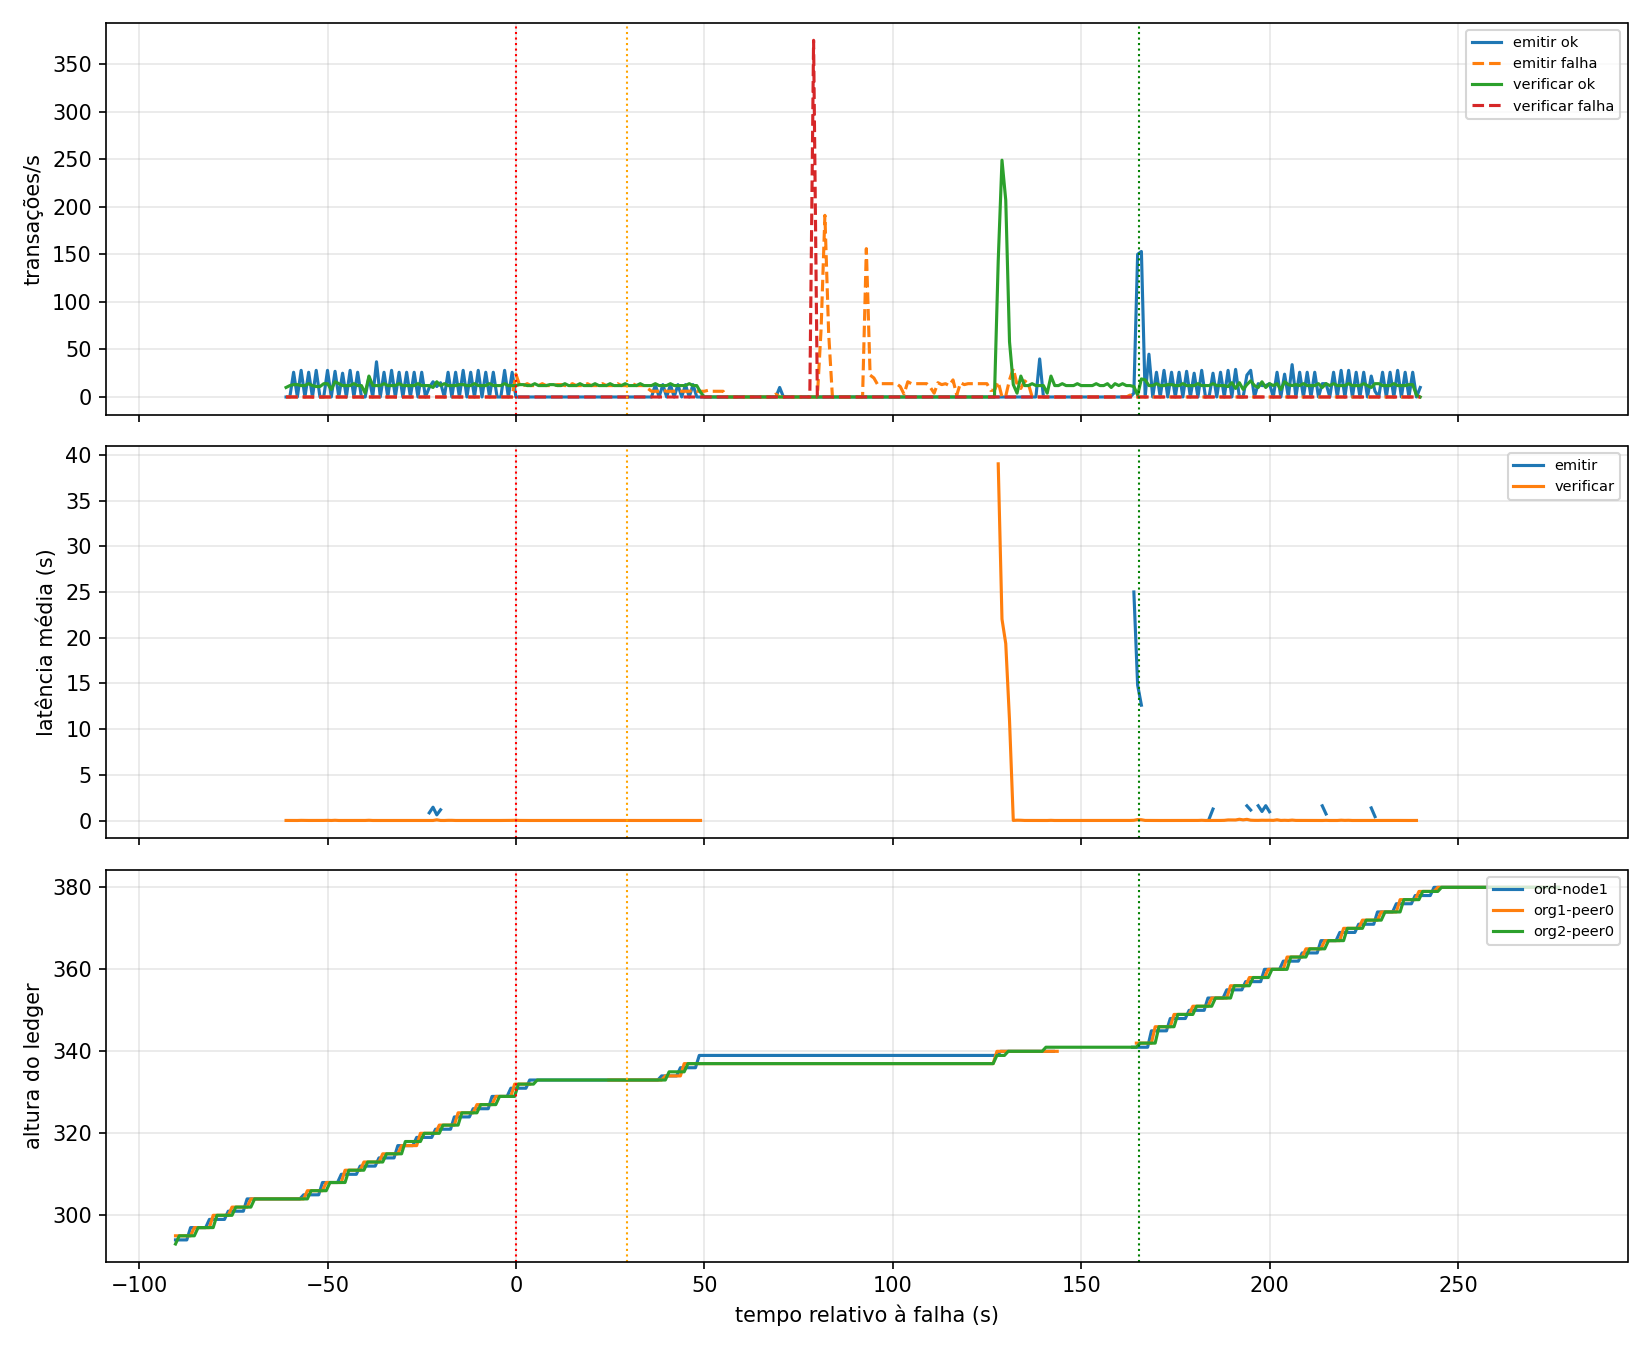 350
300
250
200
150
100
50
0
transações/s
emitir ok
emitir falha
verificar ok
verificar falha
40
35
30
25
20
15
10
5
0
latência média (s)
emitir
verificar
380
360
340
320
300
altura do ledger
ord-node1
org1-peer0
org2-peer0
−100 −50 0 50 100 150 200 250
tempo relativo à falha (s)